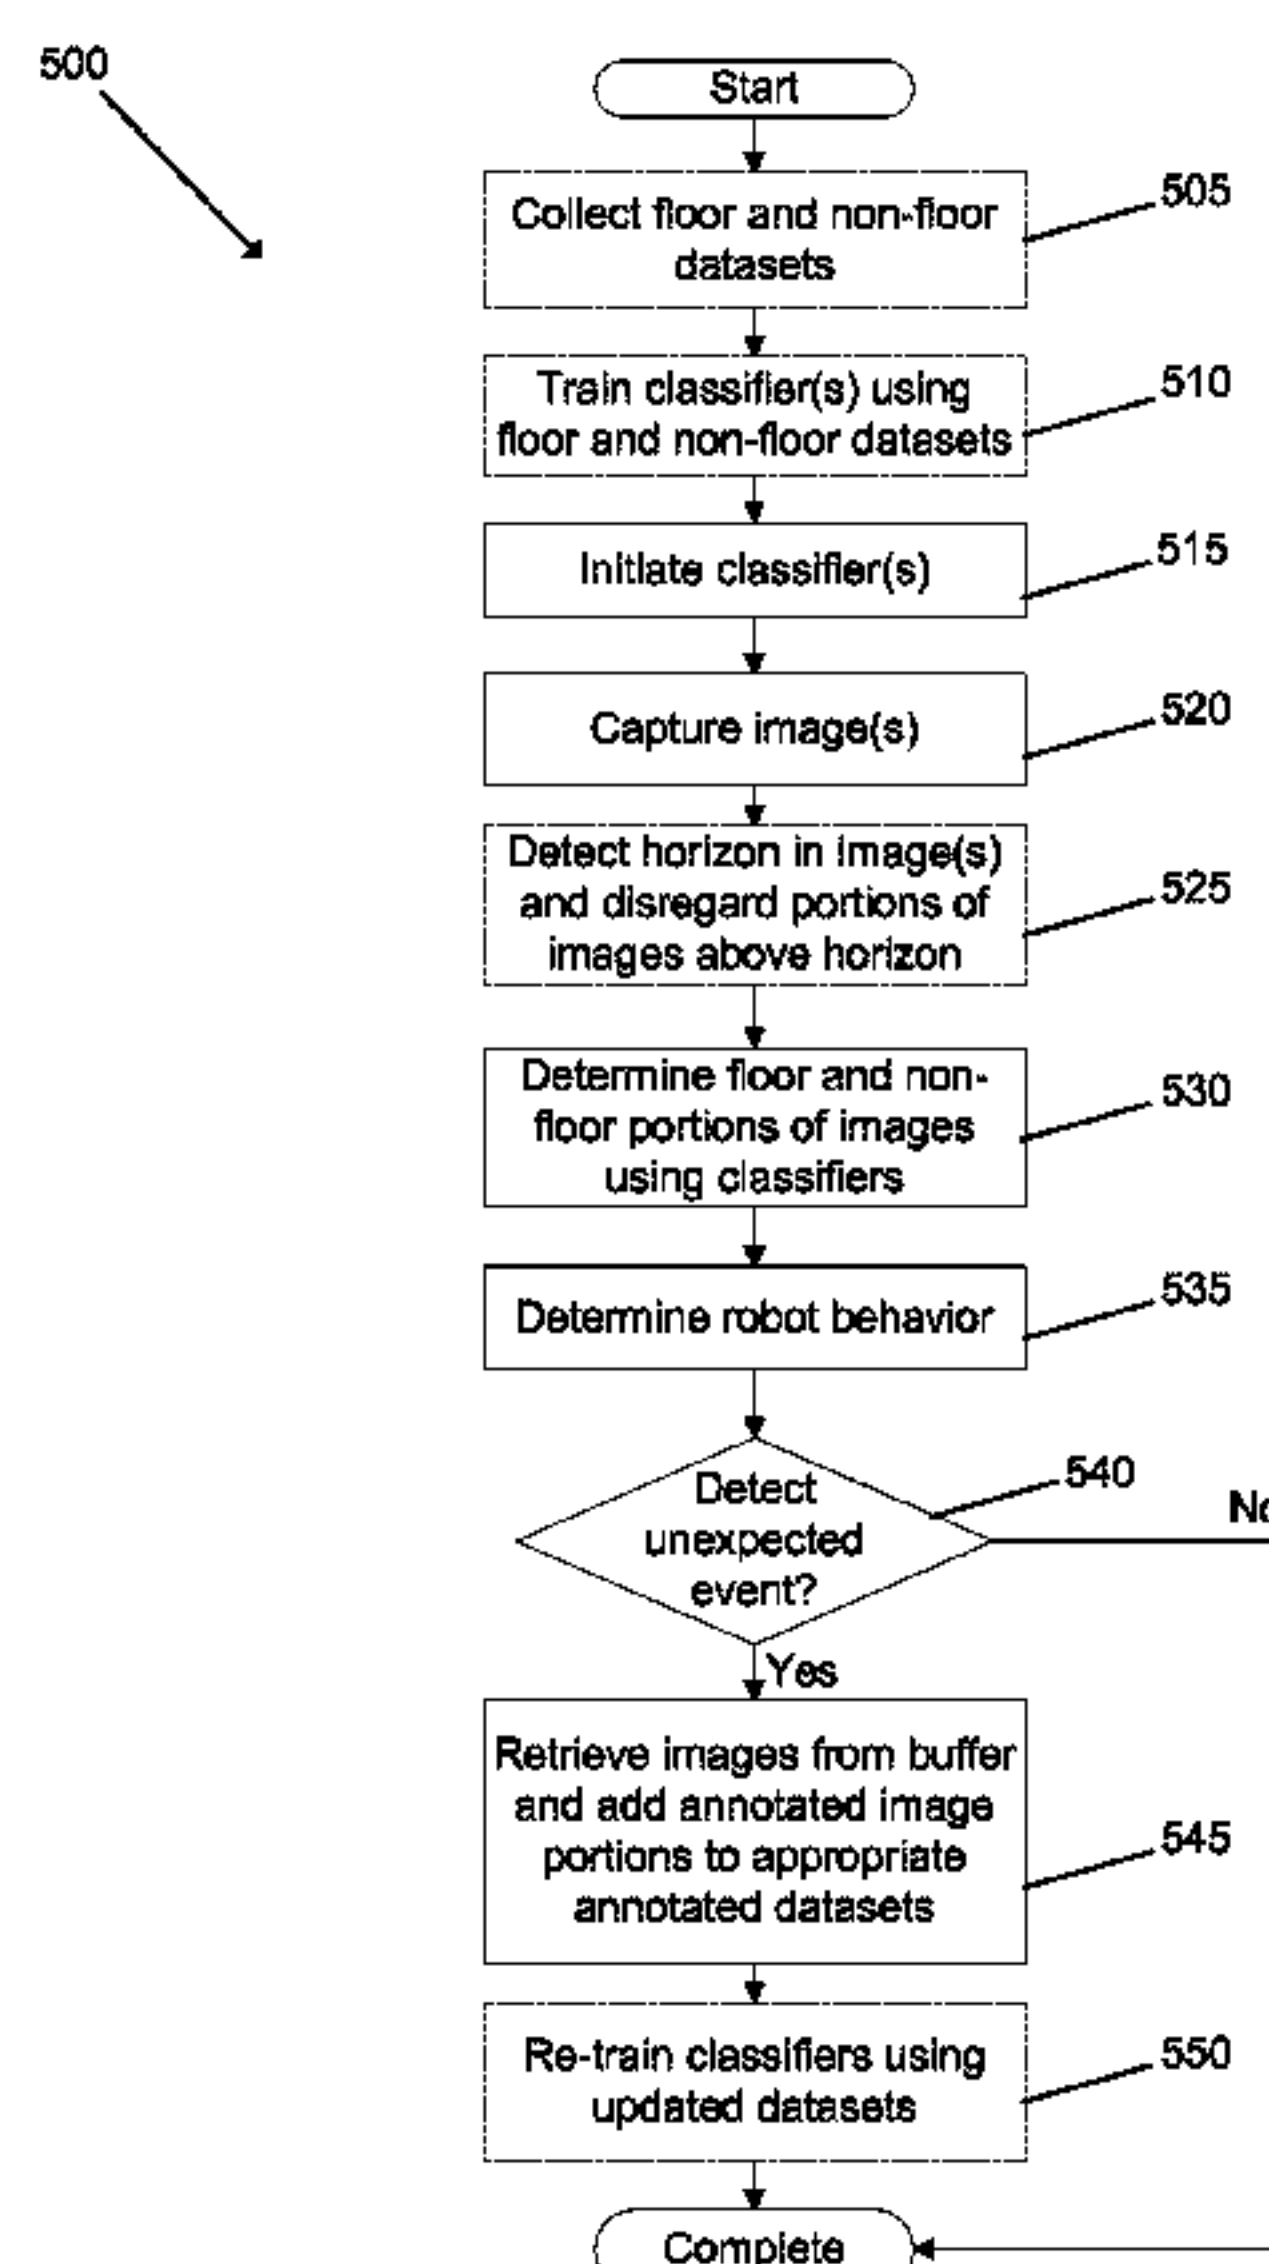 500
Start
Collect floor and non-floor
datasets
505
Train classifier(s) using
floor and non-floor datasets
510
Initiate classifier(s)
515
Capture image(s)
520
Detect horizon in image(s)
and disregard portions of
images above horizon
525
Determine floor and non-
floor portions of images
using classifiers
530
Determine robot behavior
535
Detect
unexpected
event?
540
No
Yes
Retrieve images from buffer
and add annotated image
portions to appropriate
annotated datasets
545
Re-train classifiers using
updated datasets
550
Complete